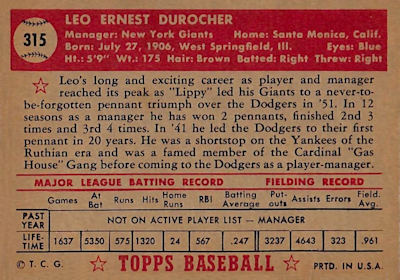 315
LEO ERNEST DUROCHER
Manager: New York Giants Home: Santa Monica, Calif.
Born: July 27, 1906, West Springfield, Ill. Eyes: Blue
Ht.: 5'9" Wt.: 175 Hair: Brown Batted: Right Threw: Right
Leo's long and exciting career as player and manager
reached its peak as "Lippy" led his Giants to a never-
to-be-forgotten pennant triumph over the Dodgers in '51. In 12
seasons as a manager he has won 2 pennants, finished 2nd 3
times and 3rd 4 times. In '41 he led the Dodgers to their first
pennant in 20 years. He was a shortstop on the Yankees of the
Ruthian era and was a famed member of the Cardinal "Gas
House" Gang before coming to the Dodgers as a player-manager.
MAJOR LEAGUE BATTING RECORD FIELDING RECORD
Games At Bat Runs Hits Home Runs RBI Batting Average Put-outs Assists Errors Field. Avg.
PAST YEAR NOT ON ACTIVE PLAYER LIST — MANAGER
LIFE-TIME 1637 5350 575 1320 24 567 .247 3237 4643 223 .961
© T. C. G. TOPPS BASEBALL PRTD. IN U.S.A.